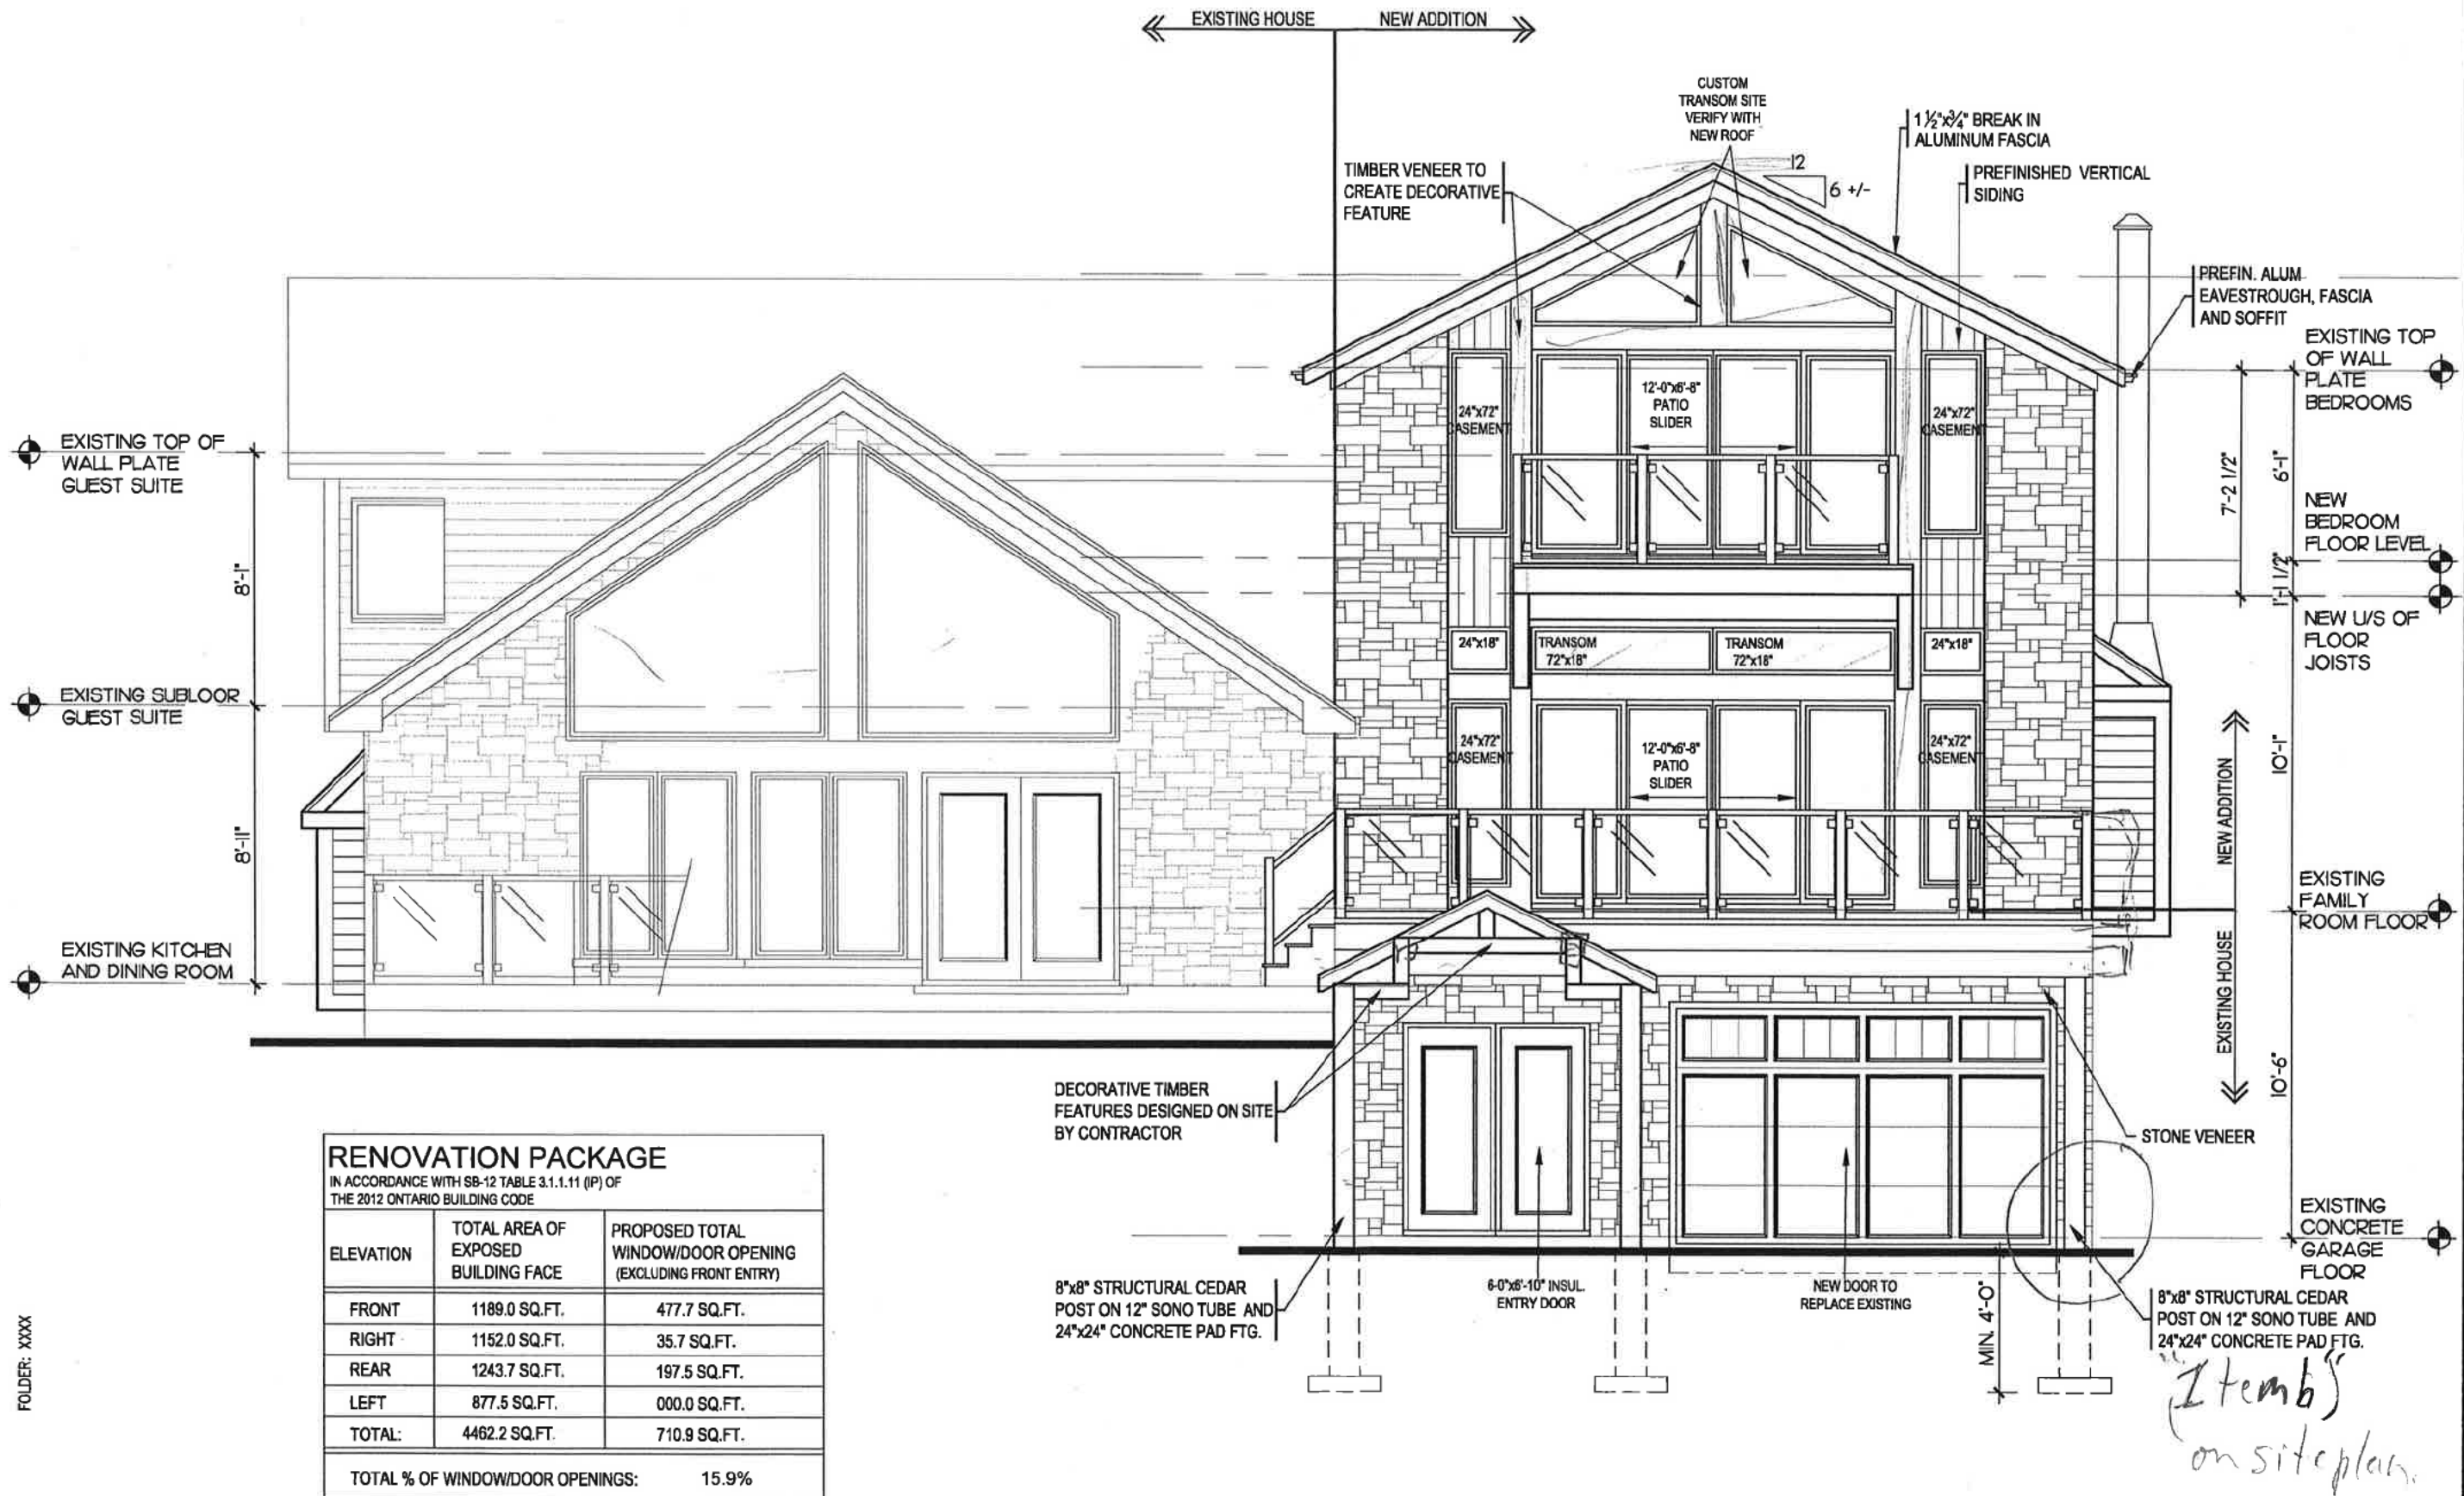 EXISTING HOUSE
NEW ADDITION
CUSTOM
TRANSOM SITE
VERIFY WITH
NEW ROOF
1 ½"x¾" BREAK IN
ALUMINUM FASCIA
TIMBER VENEER TO
CREATE DECORATIVE
FEATURE
12
6 +/-
PREFINISHED VERTICAL
SIDING
PREFIN. ALUM
EAVESTROUGH, FASCIA
AND SOFFIT
EXISTING TOP
OF WALL
PLATE
BEDROOMS
EXISTING TOP OF
WALL PLATE
GUEST SUITE
24"x72"
CASEMENT
12'-0"x6'-8"
PATIO
SLIDER
24"x72"
CASEMENT
7'-2 1/2"
6'-1"
NEW
BEDROOM
FLOOR LEVEL
1'-1 1/2"
8'-1"
NEW U/S OF
FLOOR
JOISTS
24"x18"
TRANSOM
72"x18"
TRANSOM
72"x18"
24"x18"
EXISTING SUBLOOR
GUEST SUITE
24"x72"
CASEMENT
12'-0"x6'-8"
PATIO
SLIDER
24"x72"
CASEMENT
10'-1"
NEW ADDITION
8'-11"
EXISTING
FAMILY
ROOM FLOOR
EXISTING KITCHEN
AND DINING ROOM
EXISTING HOUSE
10'-6"
DECORATIVE TIMBER
FEATURES DESIGNED ON SITE
BY CONTRACTOR
STONE VENEER
EXISTING
CONCRETE
GARAGE
FLOOR
8"x8" STRUCTURAL CEDAR
POST ON 12" SONO TUBE AND
24"x24" CONCRETE PAD FTG.
6-0"x6'-10" INSUL.
ENTRY DOOR
NEW DOOR TO
REPLACE EXISTING
MIN. 4'-0"
8"x8" STRUCTURAL CEDAR
POST ON 12" SONO TUBE AND
24"x24" CONCRETE PAD FTG.
"Item 6"
on site plan.
RENOVATION PACKAGE
IN ACCORDANCE WITH SB-12 TABLE 3.1.1.11 (IP) OF
THE 2012 ONTARIO BUILDING CODE
ELEVATION
TOTAL AREA OF
EXPOSED
BUILDING FACE
PROPOSED TOTAL
WINDOW/DOOR OPENING
(EXCLUDING FRONT ENTRY)
FRONT 1189.0 SQ.FT. 477.7 SQ.FT.
RIGHT 1152.0 SQ.FT. 35.7 SQ.FT.
REAR 1243.7 SQ.FT. 197.5 SQ.FT.
LEFT 877.5 SQ.FT. 000.0 SQ.FT.
TOTAL: 4462.2 SQ.FT. 710.9 SQ.FT.
TOTAL % OF WINDOW/DOOR OPENINGS: 15.9%
FOLDER: XXXX